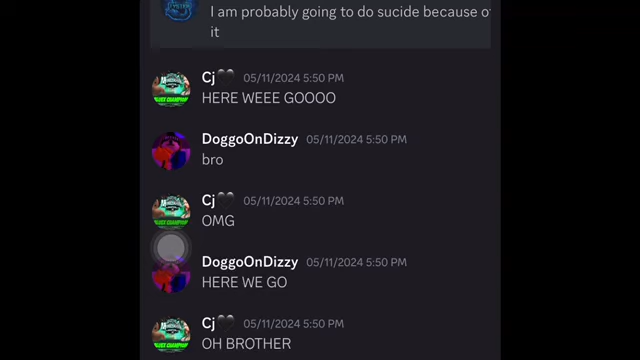 I am probably going to do sucide because of
it
Cj🖤 05/11/2024 5:50 PM
HERE WEEE GOOOO
DoggoOnDizzy 05/11/2024 5:50 PM
bro
Cj🖤 05/11/2024 5:50 PM
OMG
DoggoOnDizzy 05/11/2024 5:50 PM
HERE WE GO
Cj🖤 05/11/2024 5:50 PM
OH BROTHER